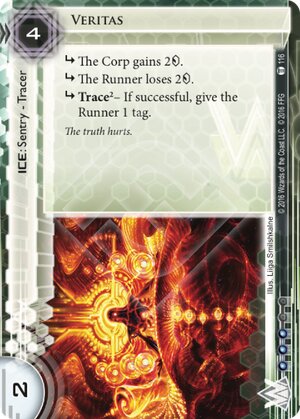 VERITAS
4
ICE: Sentry - Tracer
↳ The Corp gains 2.
↳ The Runner loses 2.
↳ Trace²– If successful, give the
Runner 1 tag.
The truth hurts.
116
© 2016 Wizards of the Coast LLC. © 2016 FFG
Illus. Liiga Smilshkalne
2